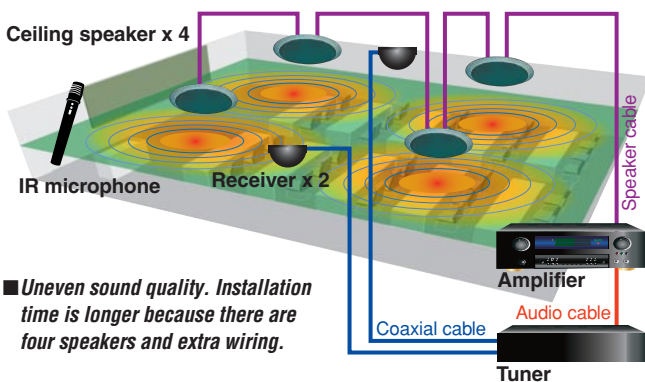 Ceiling speaker x 4
IR microphone
Receiver x 2
Speaker cable
Amplifier
Audio cable
Coaxial cable
Tuner
■Uneven sound quality. Installation
time is longer because there are
four speakers and extra wiring.